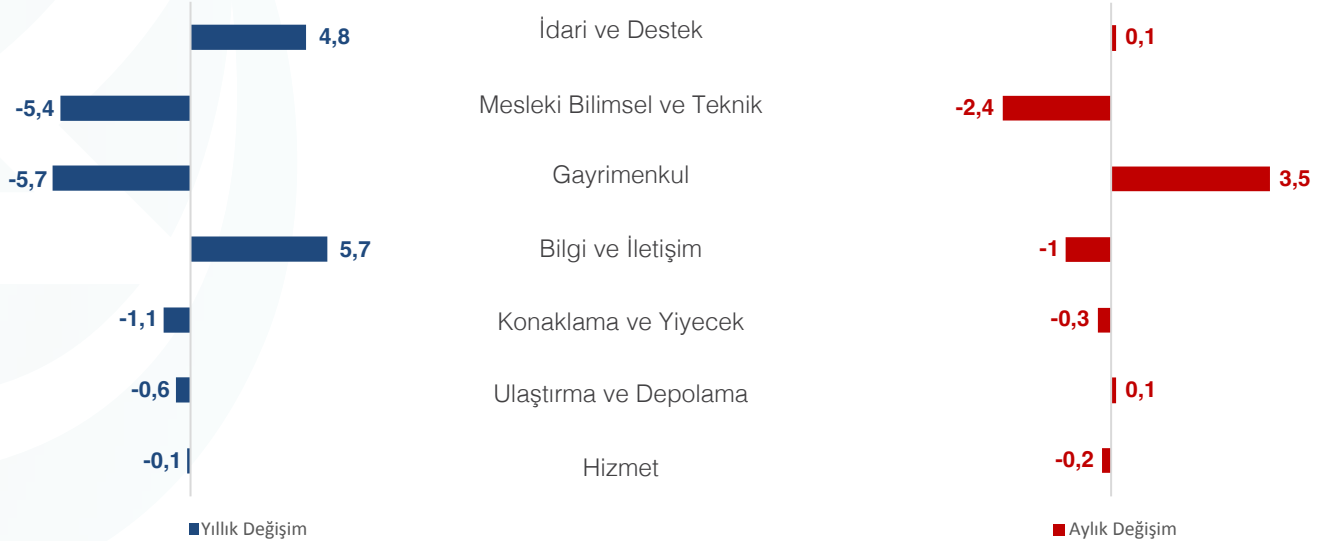 4,8 İdari ve Destek 0,1
-5,4 Mesleki Bilimsel ve Teknik -2,4
-5,7 Gayrimenkul 3,5
5,7 Bilgi ve İletişim -1
-1,1 Konaklama ve Yiyecek -0,3
-0,6 Ulaştırma ve Depolama 0,1
-0,1 Hizmet -0,2
Yıllık Değişim Aylık Değişim